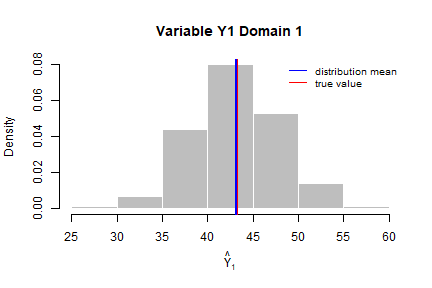 Variable Y1 Domain 1
distribution mean
true value
0.08
0.06
0.04
0.02
0.00
Density
25 30 35 40 45 50 55 60
Ŷ₁